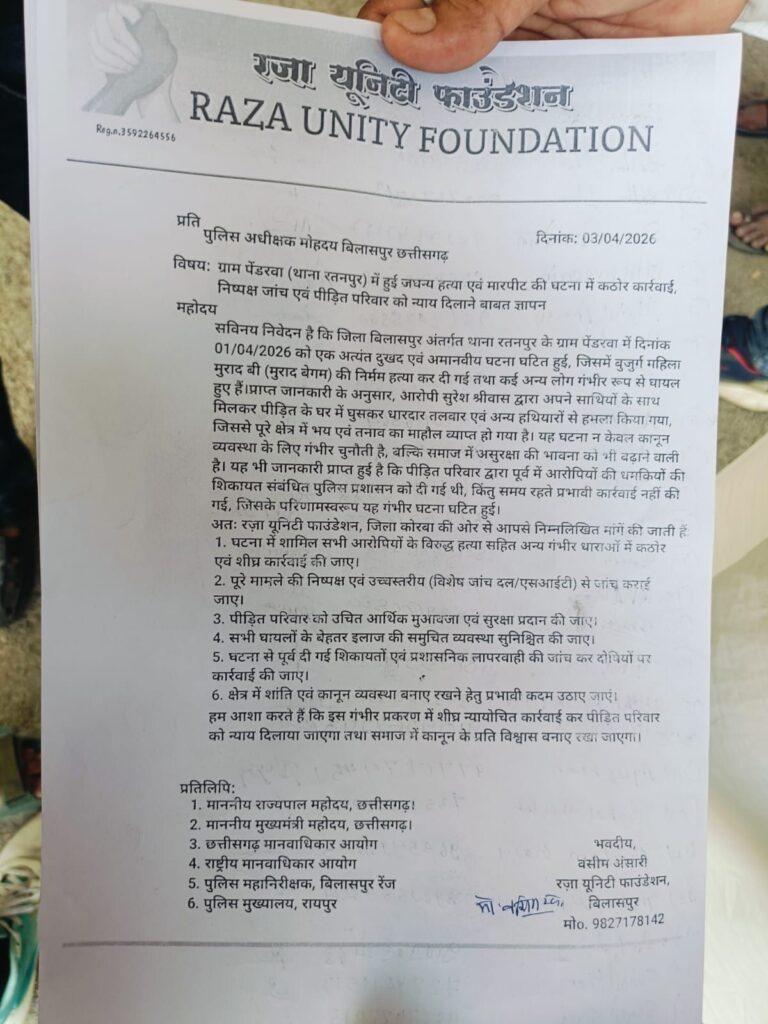 रज़ा यूनिटी फाउंडेशन
RAZA UNITY FOUNDATION
Reg.n.3592264556
प्रति
पुलिस अधीक्षक मोहदय बिलासपुर छत्तीसगढ़
दिनांक: 03/04/2026
विषय: ग्राम पेंडरवा (थाना रतनपुर) में हुई जघन्य हत्या एवं मारपीट की घटना में कठोर कार्रवाई,
निष्पक्ष जांच एवं पीड़ित परिवार को न्याय दिलाने बाबत ज्ञापन
महोदय
सविनय निवेदन है कि जिला बिलासपुर अंतर्गत थाना रतनपुर के ग्राम पेंडरवा में दिनांक
01/04/2026 को एक अत्यंत दुखद एवं अमानवीय घटना घटित हुई, जिसमें बुजुर्ग महिला
मुराद बी (मुराद बेगम) की निर्मम हत्या कर दी गई तथा कई अन्य लोग गंभीर रूप से घायल
हुए हैं।प्राप्त जानकारी के अनुसार, आरोपी सुरेश श्रीवास द्वारा अपने साथियों के साथ
मिलकर पीड़ित के घर में घुसकर धारदार तलवार एवं अन्य हथियारों से हमला किया गया,
जिससे पूरे क्षेत्र में भय एवं तनाव का माहौल व्याप्त हो गया है। यह घटना न केवल कानून
व्यवस्था के लिए गंभीर चुनौती है, बल्कि समाज में असुरक्षा की भावना को भी बढ़ाने वाली
है। यह भी जानकारी प्राप्त हुई है कि पीड़ित परिवार द्वारा पूर्व में आरोपियों की धमकियों की
शिकायत संबंधित पुलिस प्रशासन को दी गई थी, किंतु समय रहते प्रभावी कार्रवाई नहीं की
गई, जिसके परिणामस्वरूप यह गंभीर घटना घटित हुई।
अतः रज़ा यूनिटी फाउंडेशन, जिला कोरबा की ओर से आपसे निम्नलिखित मांगें की जाती हैं:
1. घटना में शामिल सभी आरोपियों के विरुद्ध हत्या सहित अन्य गंभीर धाराओं में कठोर
एवं शीघ्र कार्रवाई की जाए।
2. पूरे मामले की निष्पक्ष एवं उच्चस्तरीय (विशेष जांच दल/एसआईटी) से जांच कराई
जाए।
3. पीड़ित परिवार को उचित आर्थिक मुआवजा एवं सुरक्षा प्रदान की जाए।
4. सभी घायलों के बेहतर इलाज की समुचित व्यवस्था सुनिश्चित की जाए।
5. घटना से पूर्व दी गई शिकायतों एवं प्रशासनिक लापरवाही की जांच कर दोषियों पर
कार्रवाई की जाए।
6. क्षेत्र में शांति एवं कानून व्यवस्था बनाए रखने हेतु प्रभावी कदम उठाए जाएं।
हम आशा करते हैं कि इस गंभीर प्रकरण में शीघ्र न्यायोचित कार्रवाई कर पीड़ित परिवार
को न्याय दिलाया जाएगा तथा समाज में कानून के प्रति विश्वास बनाए रखा जाएगा।
प्रतिलिपि:
1. माननीय राज्यपाल महोदय, छत्तीसगढ़।
2. माननीय मुख्यमंत्री महोदय, छत्तीसगढ़।
3. छत्तीसगढ़ मानवाधिकार आयोग
4. राष्ट्रीय मानवाधिकार आयोग
5. पुलिस महानिरीक्षक, बिलासपुर रेंज
6. पुलिस मुख्यालय, रायपुर
भवदीय,
वसीम अंसारी
रज़ा यूनिटी फाउंडेशन,
बिलासपुर
मो०. 9827178142